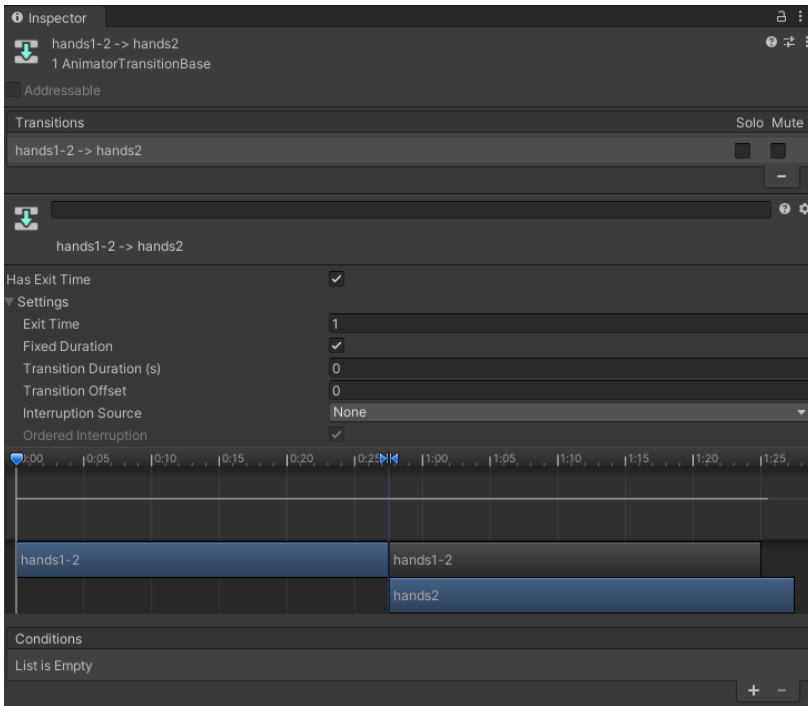 Inspector
hands1-2 -> hands2
1 AnimatorTransitionBase
Addressable
Transitions Solo Mute
hands1-2 -> hands2
hands1-2 -> hands2
Has Exit Time
Settings
Exit Time 1
Fixed Duration
Transition Duration (s) 0
Transition Offset 0
Interruption Source None
Ordered Interruption
0:00 0:05 0:10 0:15 0:20 0:25 1:00 1:05 1:10 1:15 1:20 1:25
hands1-2 hands1-2
hands2
Conditions
List is Empty